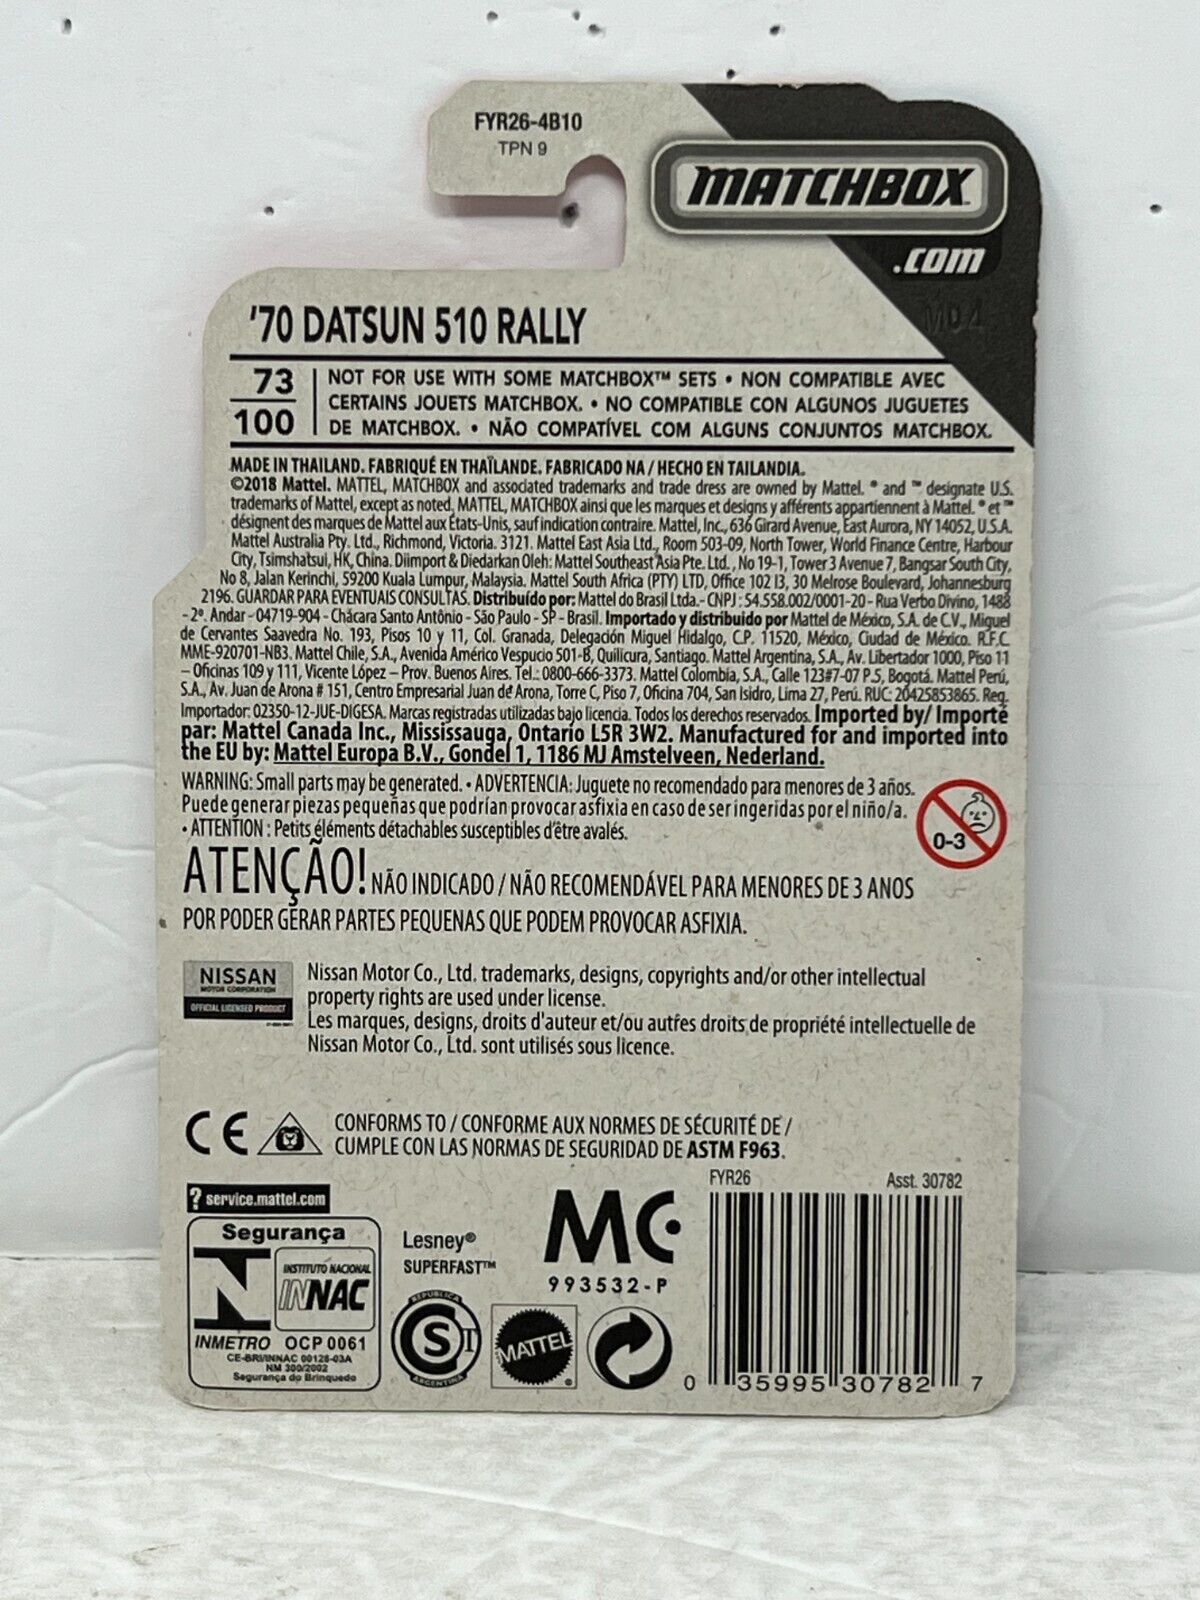 FYR26-4B10
TPN 9
MATCHBOX
.com
MD4
'70 DATSUN 510 RALLY
73
100
NOT FOR USE WITH SOME MATCHBOX™ SETS • NON COMPATIBLE AVEC
CERTAINS JOUETS MATCHBOX. • NO COMPATIBLE CON ALGUNOS JUGUETES
DE MATCHBOX. • NÃO COMPATÍVEL COM ALGUNS CONJUNTOS MATCHBOX.
MADE IN THAILAND. FABRIQUÉ EN THAÏLANDE. FABRICADO NA / HECHO EN TAILANDIA.
©2018 Mattel. MATTEL, MATCHBOX and associated trademarks and trade dress are owned by Mattel. ® and ™ designate U.S.
trademarks of Mattel, except as noted. MATTEL, MATCHBOX ainsi que les marques et designs y afférents appartiennent à Mattel. ® et ™
désignent des marques de Mattel aux États-Unis, sauf indication contraire. Mattel, Inc., 636 Girard Avenue, East Aurora, NY 14052, U.S.A.
Mattel Australia Pty. Ltd., Richmond, Victoria. 3121. Mattel East Asia Ltd., Room 503-09, North Tower, World Finance Centre, Harbour
City, Tsimshatsui, HK, China. Diimport & Diedarkan Oleh: Mattel Southeast Asia Pte. Ltd., No 19-1, Tower 3 Avenue 7, Bangsar South City,
No 8, Jalan Kerinchi, 59200 Kuala Lumpur, Malaysia. Mattel South Africa (PTY) LTD, Office 102 I3, 30 Melrose Boulevard, Johannesburg
2196. GUARDAR PARA EVENTUAIS CONSULTAS. Distribuído por: Mattel do Brasil Ltda.- CNPJ : 54.558.002/0001-20 - Rua Verbo Divino, 1488
- 2º. Andar - 04719-904 - Chácara Santo Antônio - São Paulo - SP - Brasil. Importado y distribuido por Mattel de México, S.A. de C.V., Miguel
de Cervantes Saavedra No. 193, Pisos 10 y 11, Col. Granada, Delegación Miguel Hidalgo, C.P. 11520, México, Ciudad de México. R.F.C.
MME-920701-NB3. Mattel Chile, S.A., Avenida Américo Vespucio 501-B, Quilicura, Santiago. Mattel Argentina, S.A., Av. Libertador 1000, Piso 11
– Oficinas 109 y 111, Vicente López – Prov. Buenos Aires. Tel.: 0800-666-3373. Mattel Colombia, S.A., Calle 123#7-07 P.5, Bogotá. Mattel Perú,
S.A., Av. Juan de Arona # 151, Centro Empresarial Juan de Arona, Torre C, Piso 7, Oficina 704, San Isidro, Lima 27, Perú. RUC: 20425853865. Reg.
Importador: 02350-12-JUE-DIGESA. Marcas registradas utilizadas bajo licencia. Todos los derechos reservados. Imported by/ Importé
par: Mattel Canada Inc., Mississauga, Ontario L5R 3W2. Manufactured for and imported into
the EU by: Mattel Europa B.V., Gondel 1, 1186 MJ Amstelveen, Nederland.
WARNING: Small parts may be generated. • ADVERTENCIA: Juguete no recomendado para menores de 3 años.
Puede generar piezas pequeñas que podrían provocar asfixia en caso de ser ingeridas por el niño/a.
• ATTENTION : Petits éléments détachables susceptibles d'être avalés.
0-3
ATENÇÃO! NÃO INDICADO / NÃO RECOMENDÁVEL PARA MENORES DE 3 ANOS
POR PODER GERAR PARTES PEQUENAS QUE PODEM PROVOCAR ASFIXIA.
NISSAN
MOTOR CORPORATION
OFFICIAL LICENSED PRODUCT
Nissan Motor Co., Ltd. trademarks, designs, copyrights and/or other intellectual
property rights are used under license.
Les marques, designs, droits d'auteur et/ou autres droits de propriété intellectuelle de
Nissan Motor Co., Ltd. sont utilisés sous licence.
CE
CONFORMS TO / CONFORME AUX NORMES DE SÉCURITÉ DE /
CUMPLE CON LAS NORMAS DE SEGURIDAD DE ASTM F963.
? service.mattel.com
Segurança
INSTITUTO NACIONAL
INNAC
INMETRO OCP 0061
CE-BRI/INNAC 00128-03A
NM 300/2002
Segurança do Brinquedo
Lesney®
SUPERFAST™
REPUBLICA
S T
ARGENTINA
MC
993532-P
MATTEL
FYR26 Asst. 30782
0 35995 30782 7